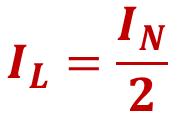 I_L = I_N / 2